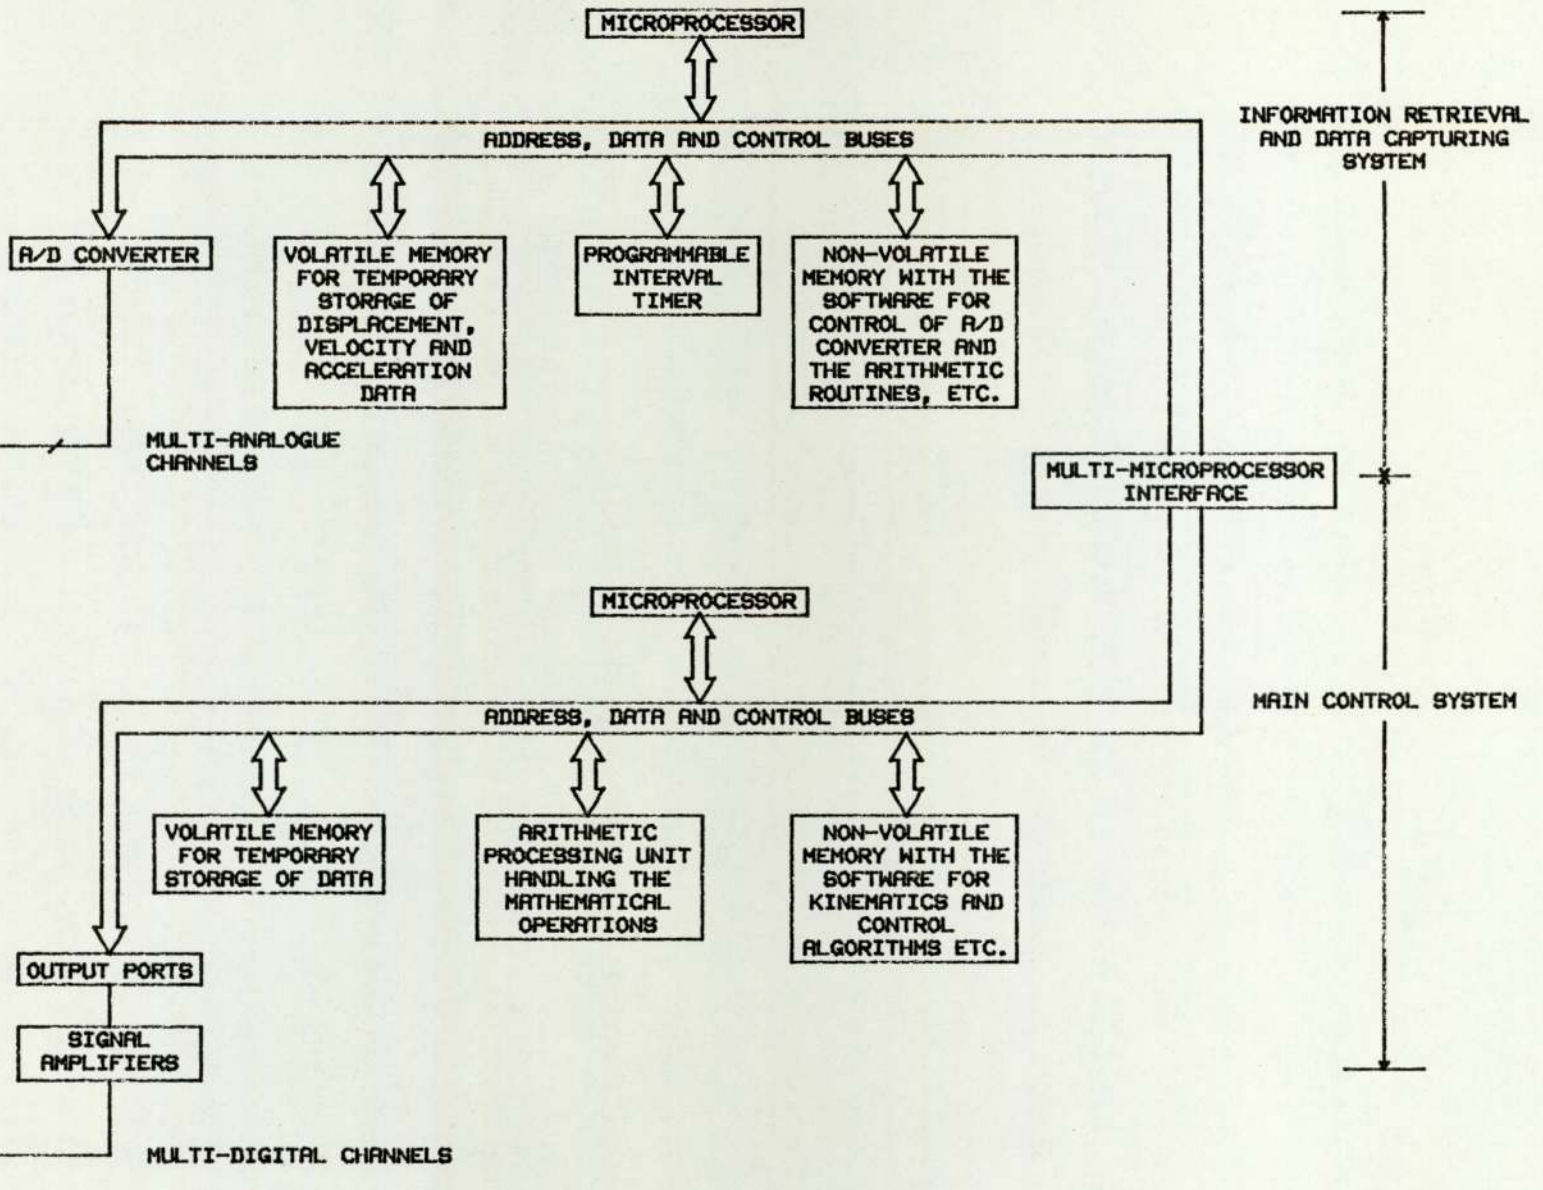 MICROPROCESSOR
INFORMATION RETRIEVAL
AND DATA CAPTURING
SYSTEM
ADDRESS, DATA AND CONTROL BUSES
A/D CONVERTER
VOLATILE MEMORY
FOR TEMPORARY
STORAGE OF
DISPLACEMENT,
VELOCITY AND
ACCELERATION
DATA
PROGRAMMABLE
INTERVAL
TIMER
NON-VOLATILE
MEMORY WITH THE
SOFTWARE FOR
CONTROL OF A/D
CONVERTER AND
THE ARITHMETIC
ROUTINES, ETC.
MULTI-ANALOGUE
CHANNELS
MULTI-MICROPROCESSOR
INTERFACE
MICROPROCESSOR
MAIN CONTROL SYSTEM
ADDRESS, DATA AND CONTROL BUSES
VOLATILE MEMORY
FOR TEMPORARY
STORAGE OF DATA
ARITHMETIC
PROCESSING UNIT
HANDLING THE
MATHEMATICAL
OPERATIONS
NON-VOLATILE
MEMORY WITH THE
SOFTWARE FOR
KINEMATICS AND
CONTROL
ALGORITHMS ETC.
OUTPUT PORTS
SIGNAL
AMPLIFIERS
MULTI-DIGITAL CHANNELS